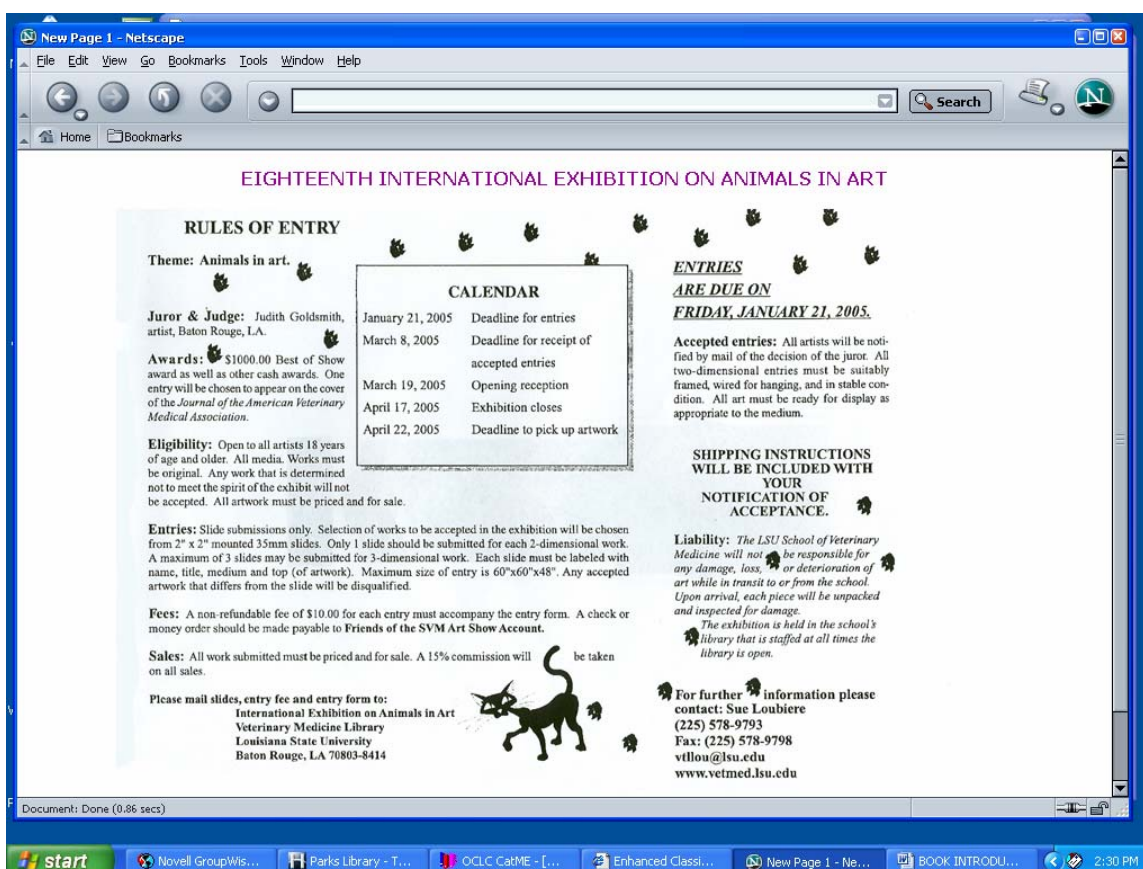 New Page 1 - Netscape
File Edit View Go Bookmarks Tools Window Help
Search
Home Bookmarks
EIGHTEENTH INTERNATIONAL EXHIBITION ON ANIMALS IN ART
RULES OF ENTRY
Theme: Animals in art.
Juror & Judge: Judith Goldsmith,
artist, Baton Rouge, LA.
Awards: $1000.00 Best of Show
award as well as other cash awards. One
entry will be chosen to appear on the cover
of the Journal of the American Veterinary
Medical Association.
Eligibility: Open to all artists 18 years
of age and older. All media. Works must
be original. Any work that is determined
not to meet the spirit of the exhibit will not
be accepted. All artwork must be priced and for sale.
CALENDAR
January 21, 2005 Deadline for entries
March 8, 2005 Deadline for receipt of
accepted entries
March 19, 2005 Opening reception
April 17, 2005 Exhibition closes
April 22, 2005 Deadline to pick up artwork
Entries: Slide submissions only. Selection of works to be accepted in the exhibition will be chosen
from 2" x 2" mounted 35mm slides. Only 1 slide should be submitted for each 2-dimensional work.
A maximum of 3 slides may be submitted for 3-dimensional work. Each slide must be labeled with
name, title, medium and top (of artwork). Maximum size of entry is 60"x60"x48". Any accepted
artwork that differs from the slide will be disqualified.
Fees: A non-refundable fee of $10.00 for each entry must accompany the entry form. A check or
money order should be made payable to Friends of the SVM Art Show Account.
Sales: All work submitted must be priced and for sale. A 15% commission will be taken
on all sales.
Please mail slides, entry fee and entry form to:
International Exhibition on Animals in Art
Veterinary Medicine Library
Louisiana State University
Baton Rouge, LA 70803-8414
ENTRIES
ARE DUE ON
FRIDAY, JANUARY 21, 2005.
Accepted entries: All artists will be noti-
fied by mail of the decision of the juror. All
two-dimensional entries must be suitably
framed, wired for hanging, and in stable con-
dition. All art must be ready for display as
appropriate to the medium.
SHIPPING INSTRUCTIONS
WILL BE INCLUDED WITH
YOUR
NOTIFICATION OF
ACCEPTANCE.
Liability: The LSU School of Veterinary
Medicine will not be responsible for
any damage, loss, or deterioration of
art while in transit to or from the school.
Upon arrival, each piece will be unpacked
and inspected for damage.
The exhibition is held in the school's
library that is staffed at all times the
library is open.
For further information please
contact: Sue Loubiere
(225) 578-9793
Fax: (225) 578-9798
vtllou@lsu.edu
www.vetmed.lsu.edu
Document: Done (0.86 secs)
start Novell GroupWis... Parks Library - T... OCLC CatME - [... Enhanced Classi... New Page 1 - Ne... BOOK INTRODU... 2:30 PM